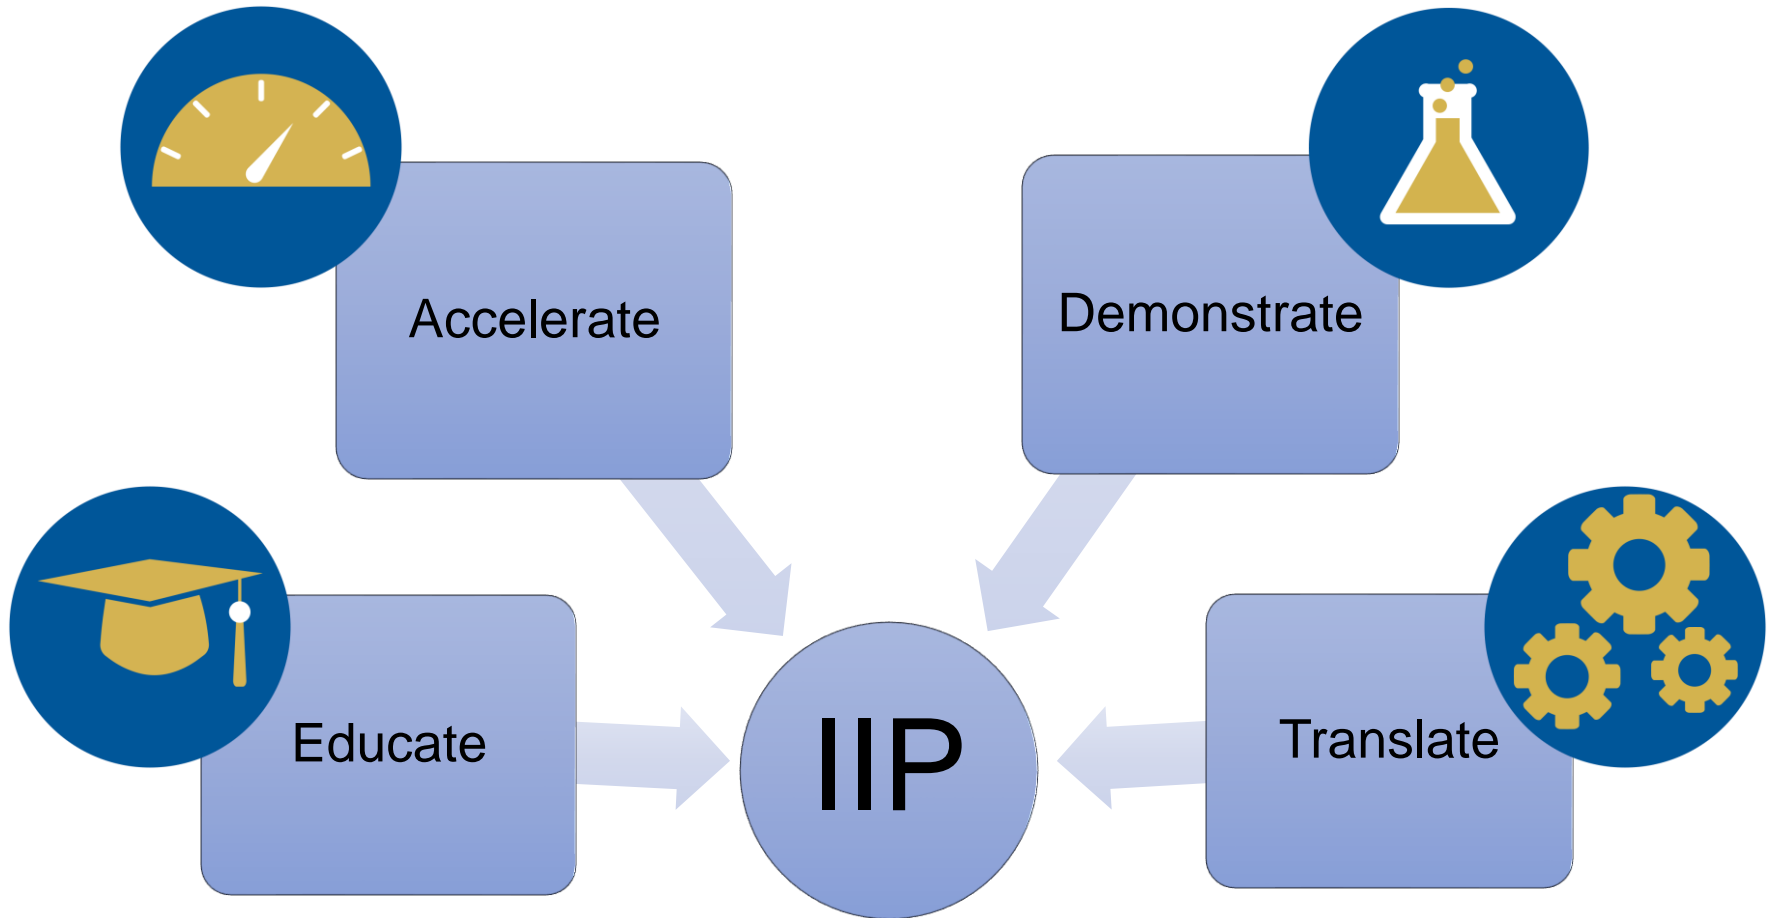 Accelerate
Demonstrate
Educate
IIP
Translate